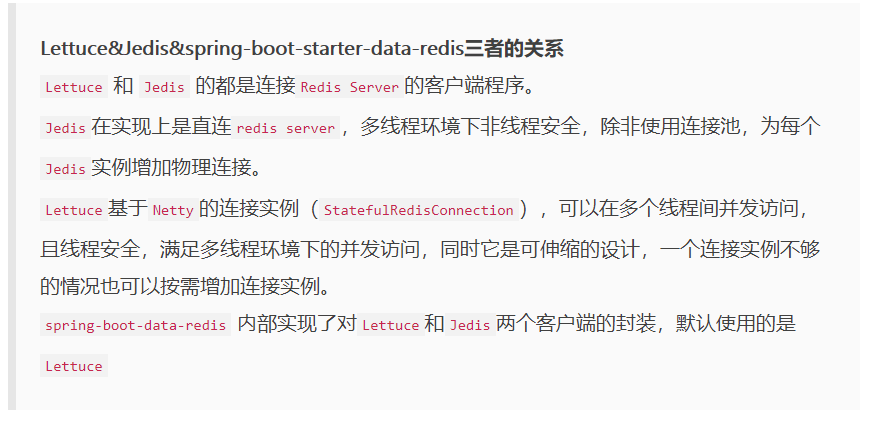 Lettuce&Jedis&spring-boot-starter-data-redis三者的关系
Lettuce 和 Jedis 的都是连接 Redis Server 的客户端程序。
Jedis 在实现上是直连 redis server ，多线程环境下非线程安全，除非使用连接池，为每个
Jedis 实例增加物理连接。
Lettuce 基于 Netty 的连接实例（ StatefulRedisConnection ），可以在多个线程间并发访问，
且线程安全，满足多线程环境下的并发访问，同时它是可伸缩的设计，一个连接实例不够
的情况也可以按需增加连接实例。
spring-boot-data-redis 内部实现了对 Lettuce 和 Jedis 两个客户端的封装，默认使用的是
Lettuce